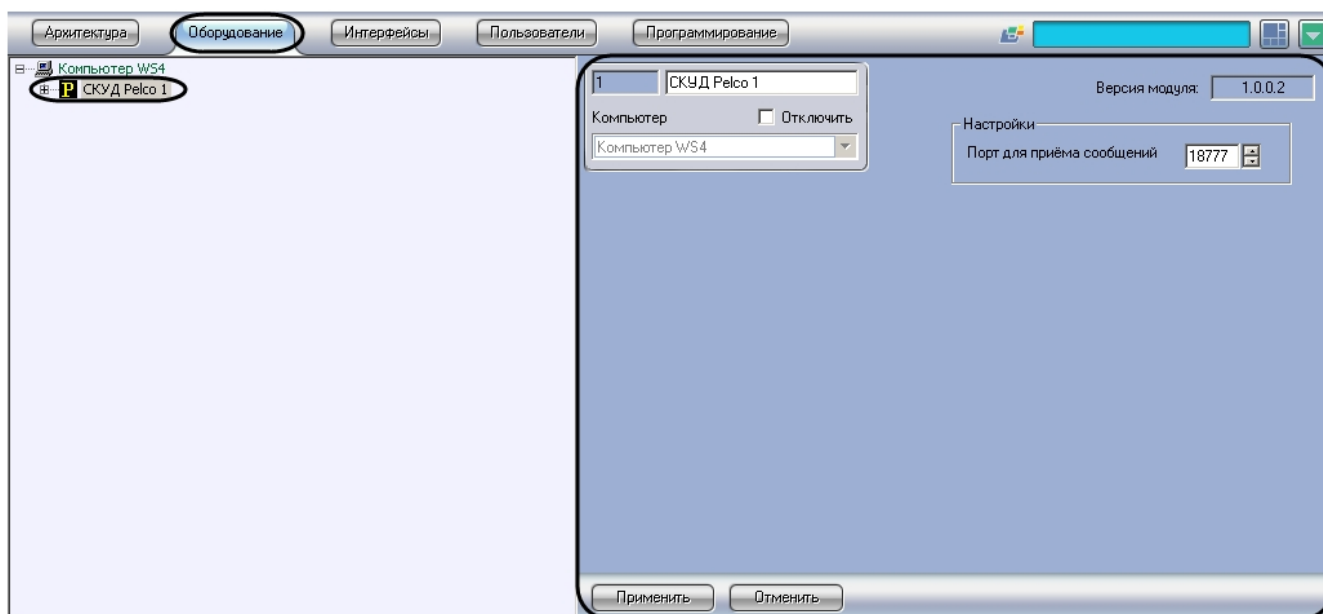 Архитектура Оборудование Интерфейсы Пользователи Программирование
Компьютер WS4
P СКУД Pelco 1
1 СКУД Pelco 1
Компьютер Отключить
Компьютер WS4
Версия модуля: 1.0.0.2
Настройки
Порт для приёма сообщений 18777
Применить Отменить